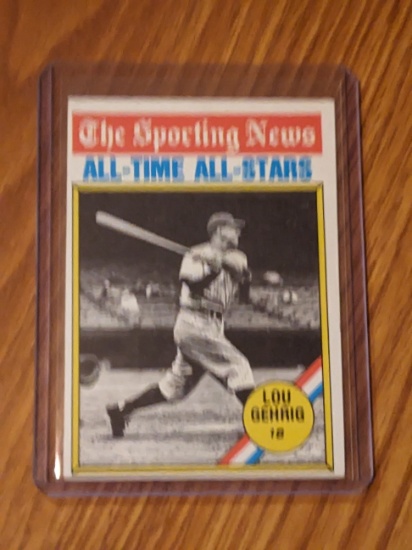 The Sporting News
ALL-TIME ALL-STARS
LOU
GEHRIG
1B